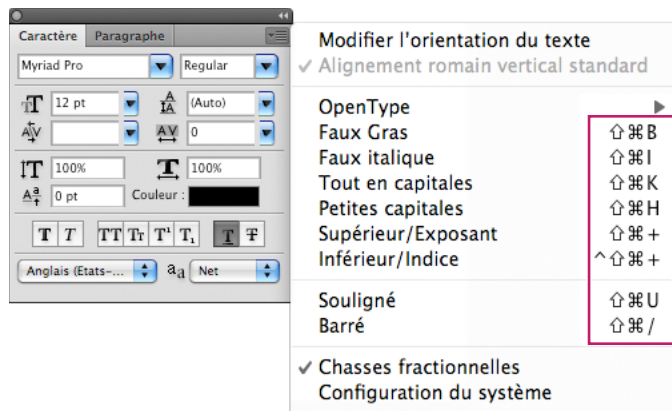 Caractère Paragraphe
Myriad Pro Regular
12 pt (Auto)
0
100% 100%
0 pt Couleur :
T T TT Tr T¹ T₁ T T
Anglais (Etats-... aa Net
Modifier l'orientation du texte
✓ Alignement romain vertical standard
OpenType
Faux Gras ⇧⌘B
Faux italique ⇧⌘I
Tout en capitales ⇧⌘K
Petites capitales ⇧⌘H
Supérieur/Exposant ⇧⌘+
Inférieur/Indice ^⇧⌘+
Souligné ⇧⌘U
Barré ⇧⌘/
✓ Chasses fractionnelles
Configuration du système